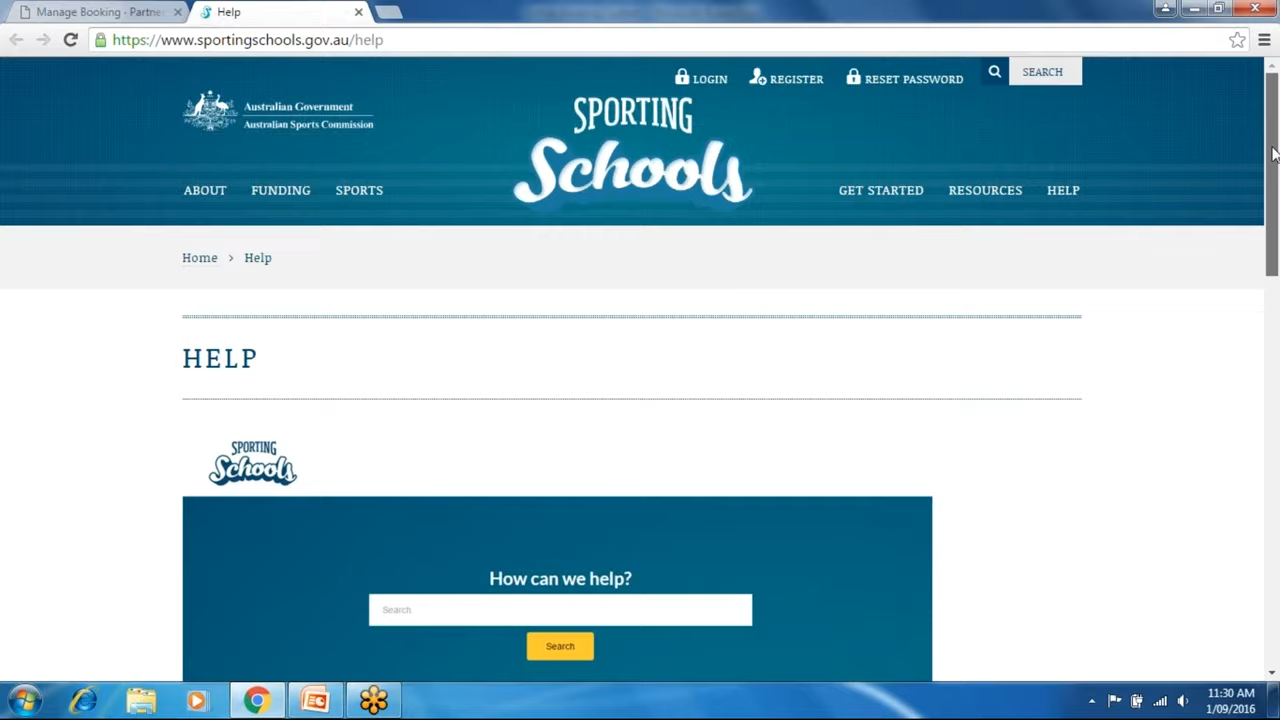 Manage Booking - Partne
Help
https://www.sportingschools.gov.au/help
LOGIN
REGISTER
RESET PASSWORD
SEARCH
Australian Government
Australian Sports Commission
SPORTING
Schools
ABOUT
FUNDING
SPORTS
GET STARTED
RESOURCES
HELP
Home > Help
HELP
SPORTING
Schools
How can we help?
Search
Search
11:30 AM
1/09/2016